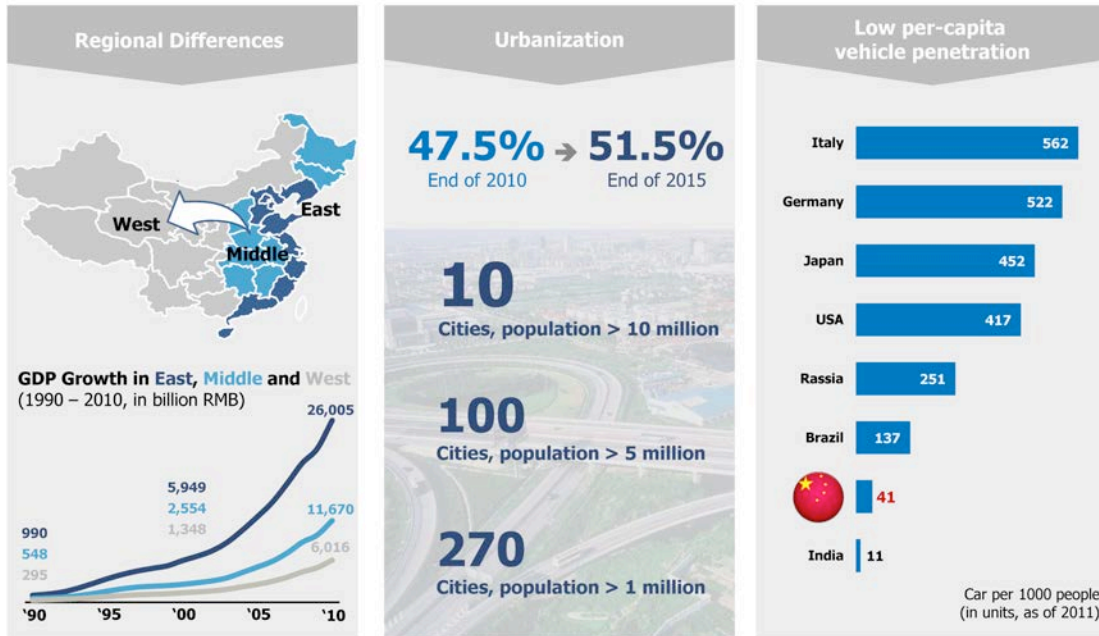 Regional Differences
West
Middle
East
GDP Growth in East, Middle and West
(1990 – 2010, in billion RMB)
26,005
5,949
2,554
1,348
11,670
6,016
990
548
295
'90 '95 '00 '05 '10
Urbanization
47.5% 51.5%
End of 2010 End of 2015
10
Cities, population > 10 million
100
Cities, population > 5 million
270
Cities, population > 1 million
Low per-capita
vehicle penetration
Italy 562
Germany 522
Japan 452
USA 417
Rassia 251
Brazil 137
41
India 11
Car per 1000 people
(in units, as of 2011)